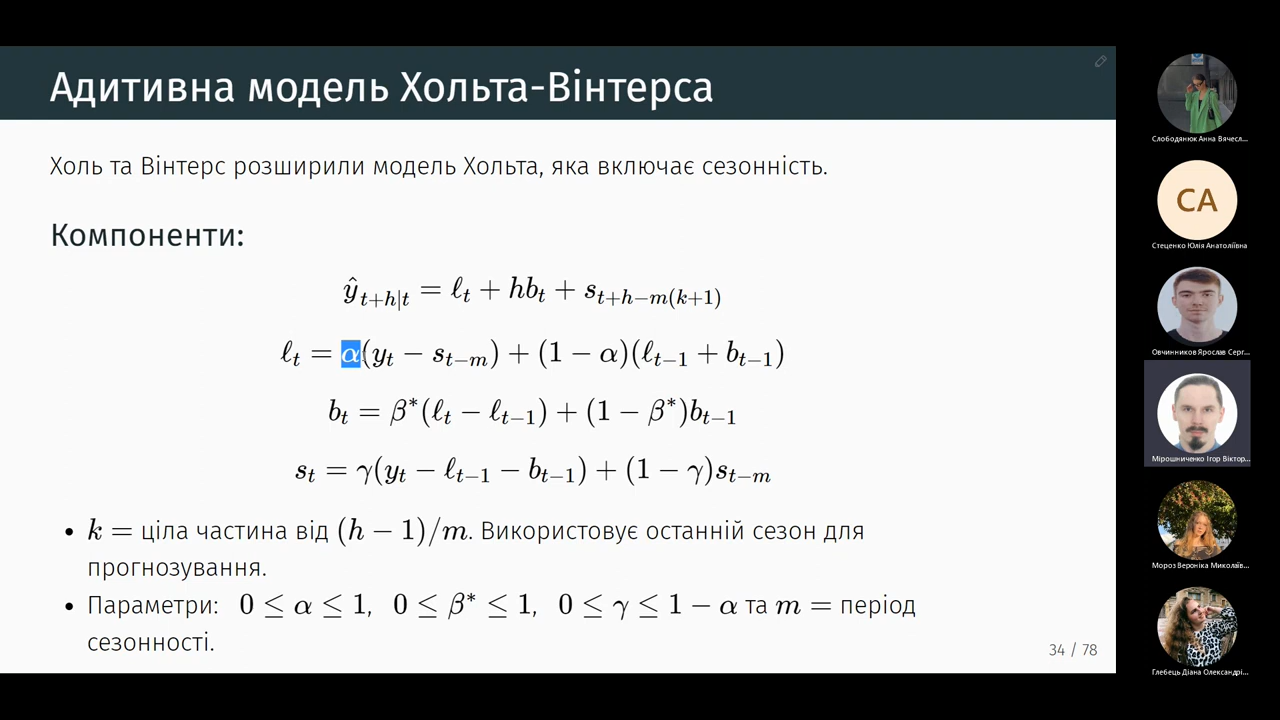 Адитивна модель Хольта-Вінтерса
Холь та Вінтерс розширили модель Хольта, яка включає сезонність.
Компоненти:
ŷ_{t+h|t} = ℓ_t + hb_t + s_{t+h−m(k+1)}
ℓ_t = α(y_t − s_{t−m}) + (1 − α)(ℓ_{t−1} + b_{t−1})
b_t = β*(ℓ_t − ℓ_{t−1}) + (1 − β*)b_{t−1}
s_t = γ(y_t − ℓ_{t−1} − b_{t−1}) + (1 − γ)s_{t−m}
• k = ціла частина від (h − 1)/m. Використовує останній сезон для
прогнозування.
• Параметри: 0 ≤ α ≤ 1, 0 ≤ β* ≤ 1, 0 ≤ γ ≤ 1 − α та m = період
сезонності.
34 / 78
Слободянюк Анна Вячесл...
СА
Стеценко Юлія Анатоліївна
Овчинников Ярослав Серг...
Мірошниченко Ігор Віктор...
Мороз Вероніка Миколаїв...
Глебець Діана Олександрі...